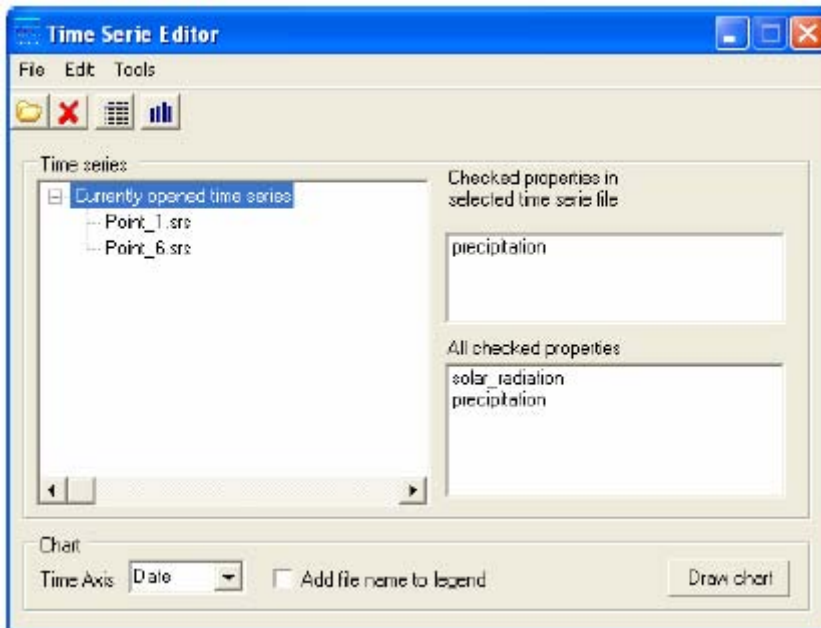 Time Serie Editor
File Edit Tools
Time series
Currently opened time series
Point_1.srs
Point_6.srs
Checked properties in
selected time serie file
precipitation
All checked properties
solar_radiation
precipitation
Chart
Time Axis Date Add file name to legend Draw chart